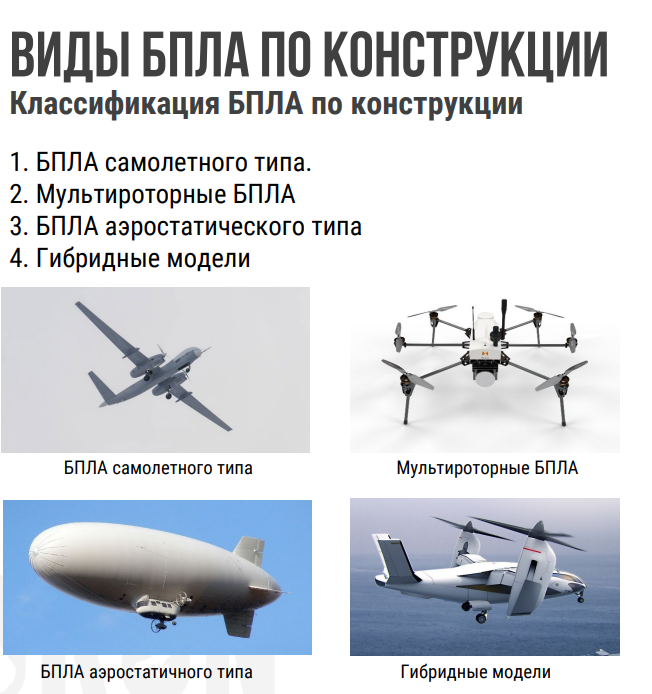 ВИДЫ БПЛА ПО КОНСТРУКЦИИ
Классификация БПЛА по конструкции
1. БПЛА самолетного типа.
2. Мультироторные БПЛА
3. БПЛА аэростатического типа
4. Гибридные модели
БПЛА самолетного типа
Мультироторные БПЛА
БПЛА аэростатичного типа
Гибридные модели